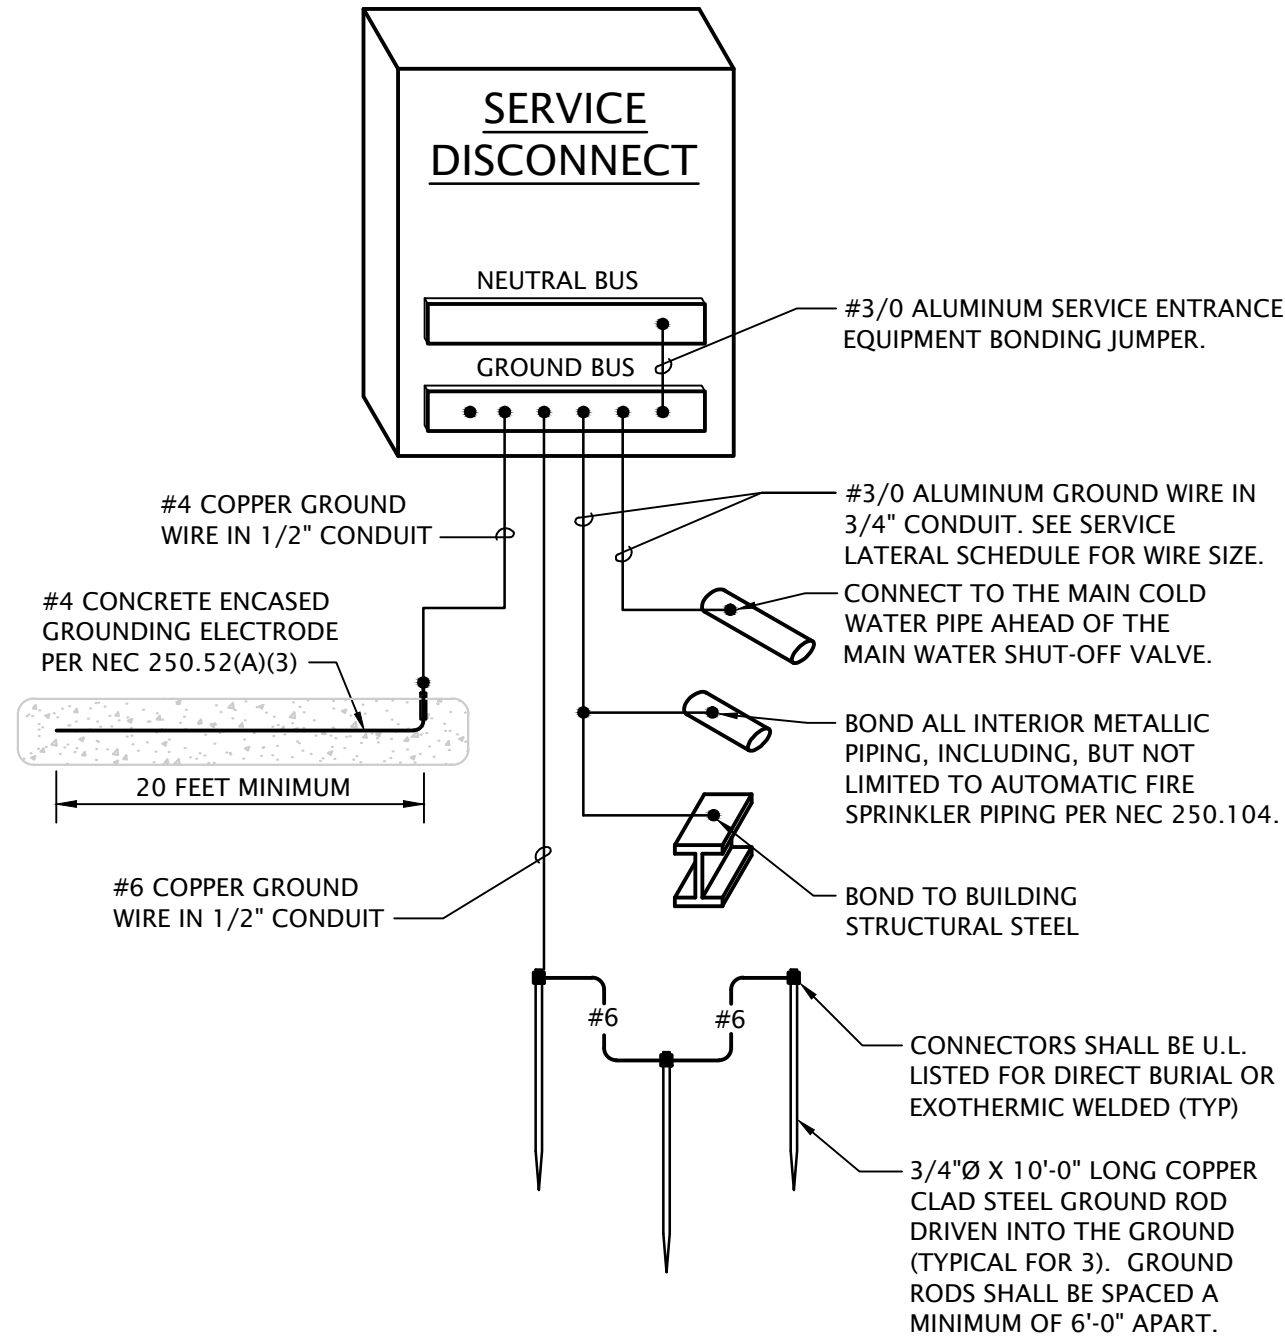 SERVICE
DISCONNECT
NEUTRAL BUS
#3/0 ALUMINUM SERVICE ENTRANCE
EQUIPMENT BONDING JUMPER.
GROUND BUS
#4 COPPER GROUND
WIRE IN 1/2" CONDUIT
#3/0 ALUMINUM GROUND WIRE IN
3/4" CONDUIT. SEE SERVICE
LATERAL SCHEDULE FOR WIRE SIZE.
#4 CONCRETE ENCASED
GROUNDING ELECTRODE
PER NEC 250.52(A)(3)
CONNECT TO THE MAIN COLD
WATER PIPE AHEAD OF THE
MAIN WATER SHUT-OFF VALVE.
20 FEET MINIMUM
BOND ALL INTERIOR METALLIC
PIPING, INCLUDING, BUT NOT
LIMITED TO AUTOMATIC FIRE
SPRINKLER PIPING PER NEC 250.104.
#6 COPPER GROUND
WIRE IN 1/2" CONDUIT
BOND TO BUILDING
STRUCTURAL STEEL
#6
#6
CONNECTORS SHALL BE U.L.
LISTED FOR DIRECT BURIAL OR
EXOTHERMIC WELDED (TYP)
3/4"Ø X 10'-0" LONG COPPER
CLAD STEEL GROUND ROD
DRIVEN INTO THE GROUND
(TYPICAL FOR 3). GROUND
RODS SHALL BE SPACED A
MINIMUM OF 6'-0" APART.